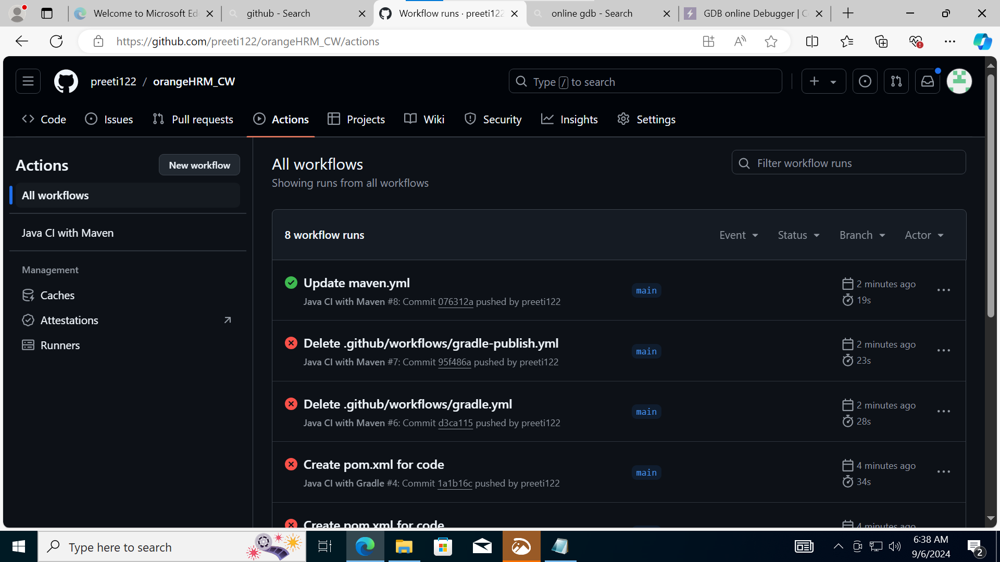 Welcome to Microsoft Ed
github - Search
Workflow runs · preeti122
online gdb - Search
GDB online Debugger | C
https://github.com/preeti122/orangeHRM_CW/actions
preeti122 / orangeHRM_CW
Type / to search
Code
Issues
Pull requests
Actions
Projects
Wiki
Security
Insights
Settings
Actions
New workflow
All workflows
Java CI with Maven
Management
Caches
Attestations
Runners
All workflows
Showing runs from all workflows
Filter workflow runs
8 workflow runs
Event
Status
Branch
Actor
Update maven.yml
Java CI with Maven #8: Commit 076312a pushed by preeti122
main
2 minutes ago
19s
Delete .github/workflows/gradle-publish.yml
Java CI with Maven #7: Commit 95f486a pushed by preeti122
main
2 minutes ago
23s
Delete .github/workflows/gradle.yml
Java CI with Maven #6: Commit d3ca115 pushed by preeti122
main
2 minutes ago
28s
Create pom.xml for code
Java CI with Gradle #4: Commit 1a1b16c pushed by preeti122
main
4 minutes ago
34s
Create pom.xml for code
4 minutes ago
Type here to search
6:38 AM
9/6/2024
2